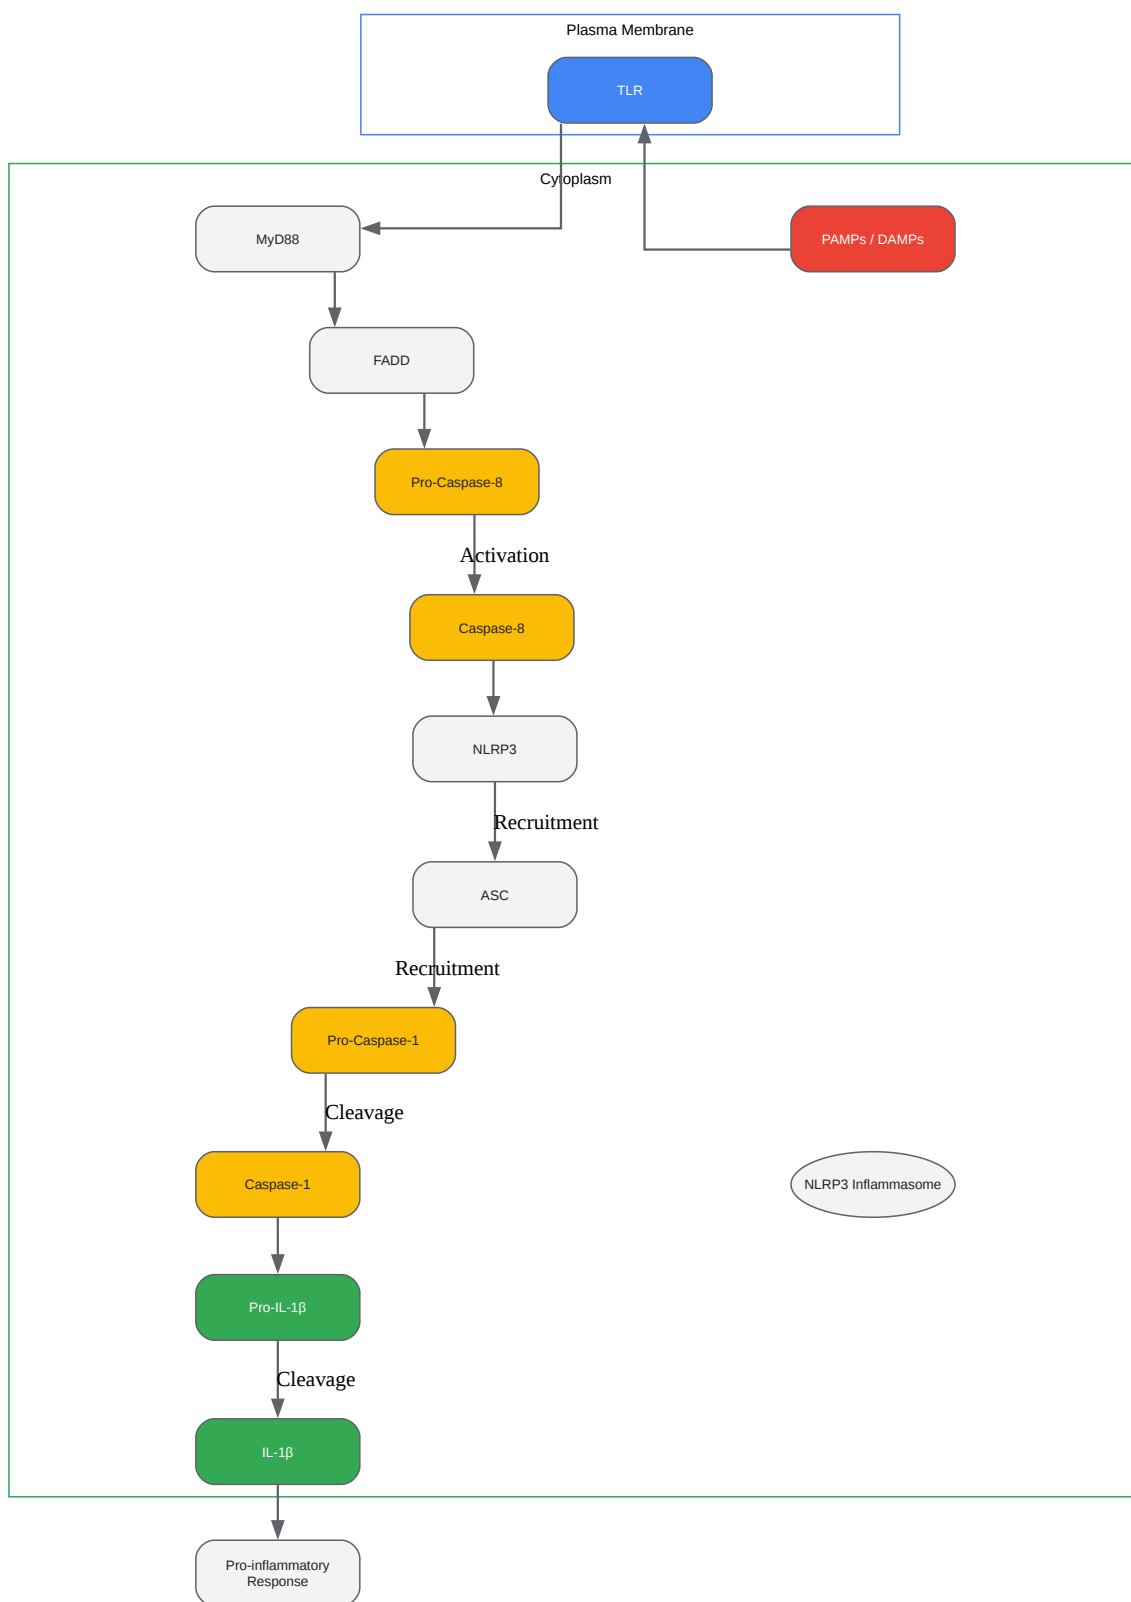 Plasma Membrane
TLR
Cytoplasm
MyD88
PAMPs / DAMPs
FADD
Pro-Caspase-8
Activation
Caspase-8
NLRP3
Recruitment
ASC
Recruitment
Pro-Caspase-1
Cleavage
Caspase-1
NLRP3 Inflammasome
Pro-IL-1β
Cleavage
IL-1β
Pro-inflammatory
Response